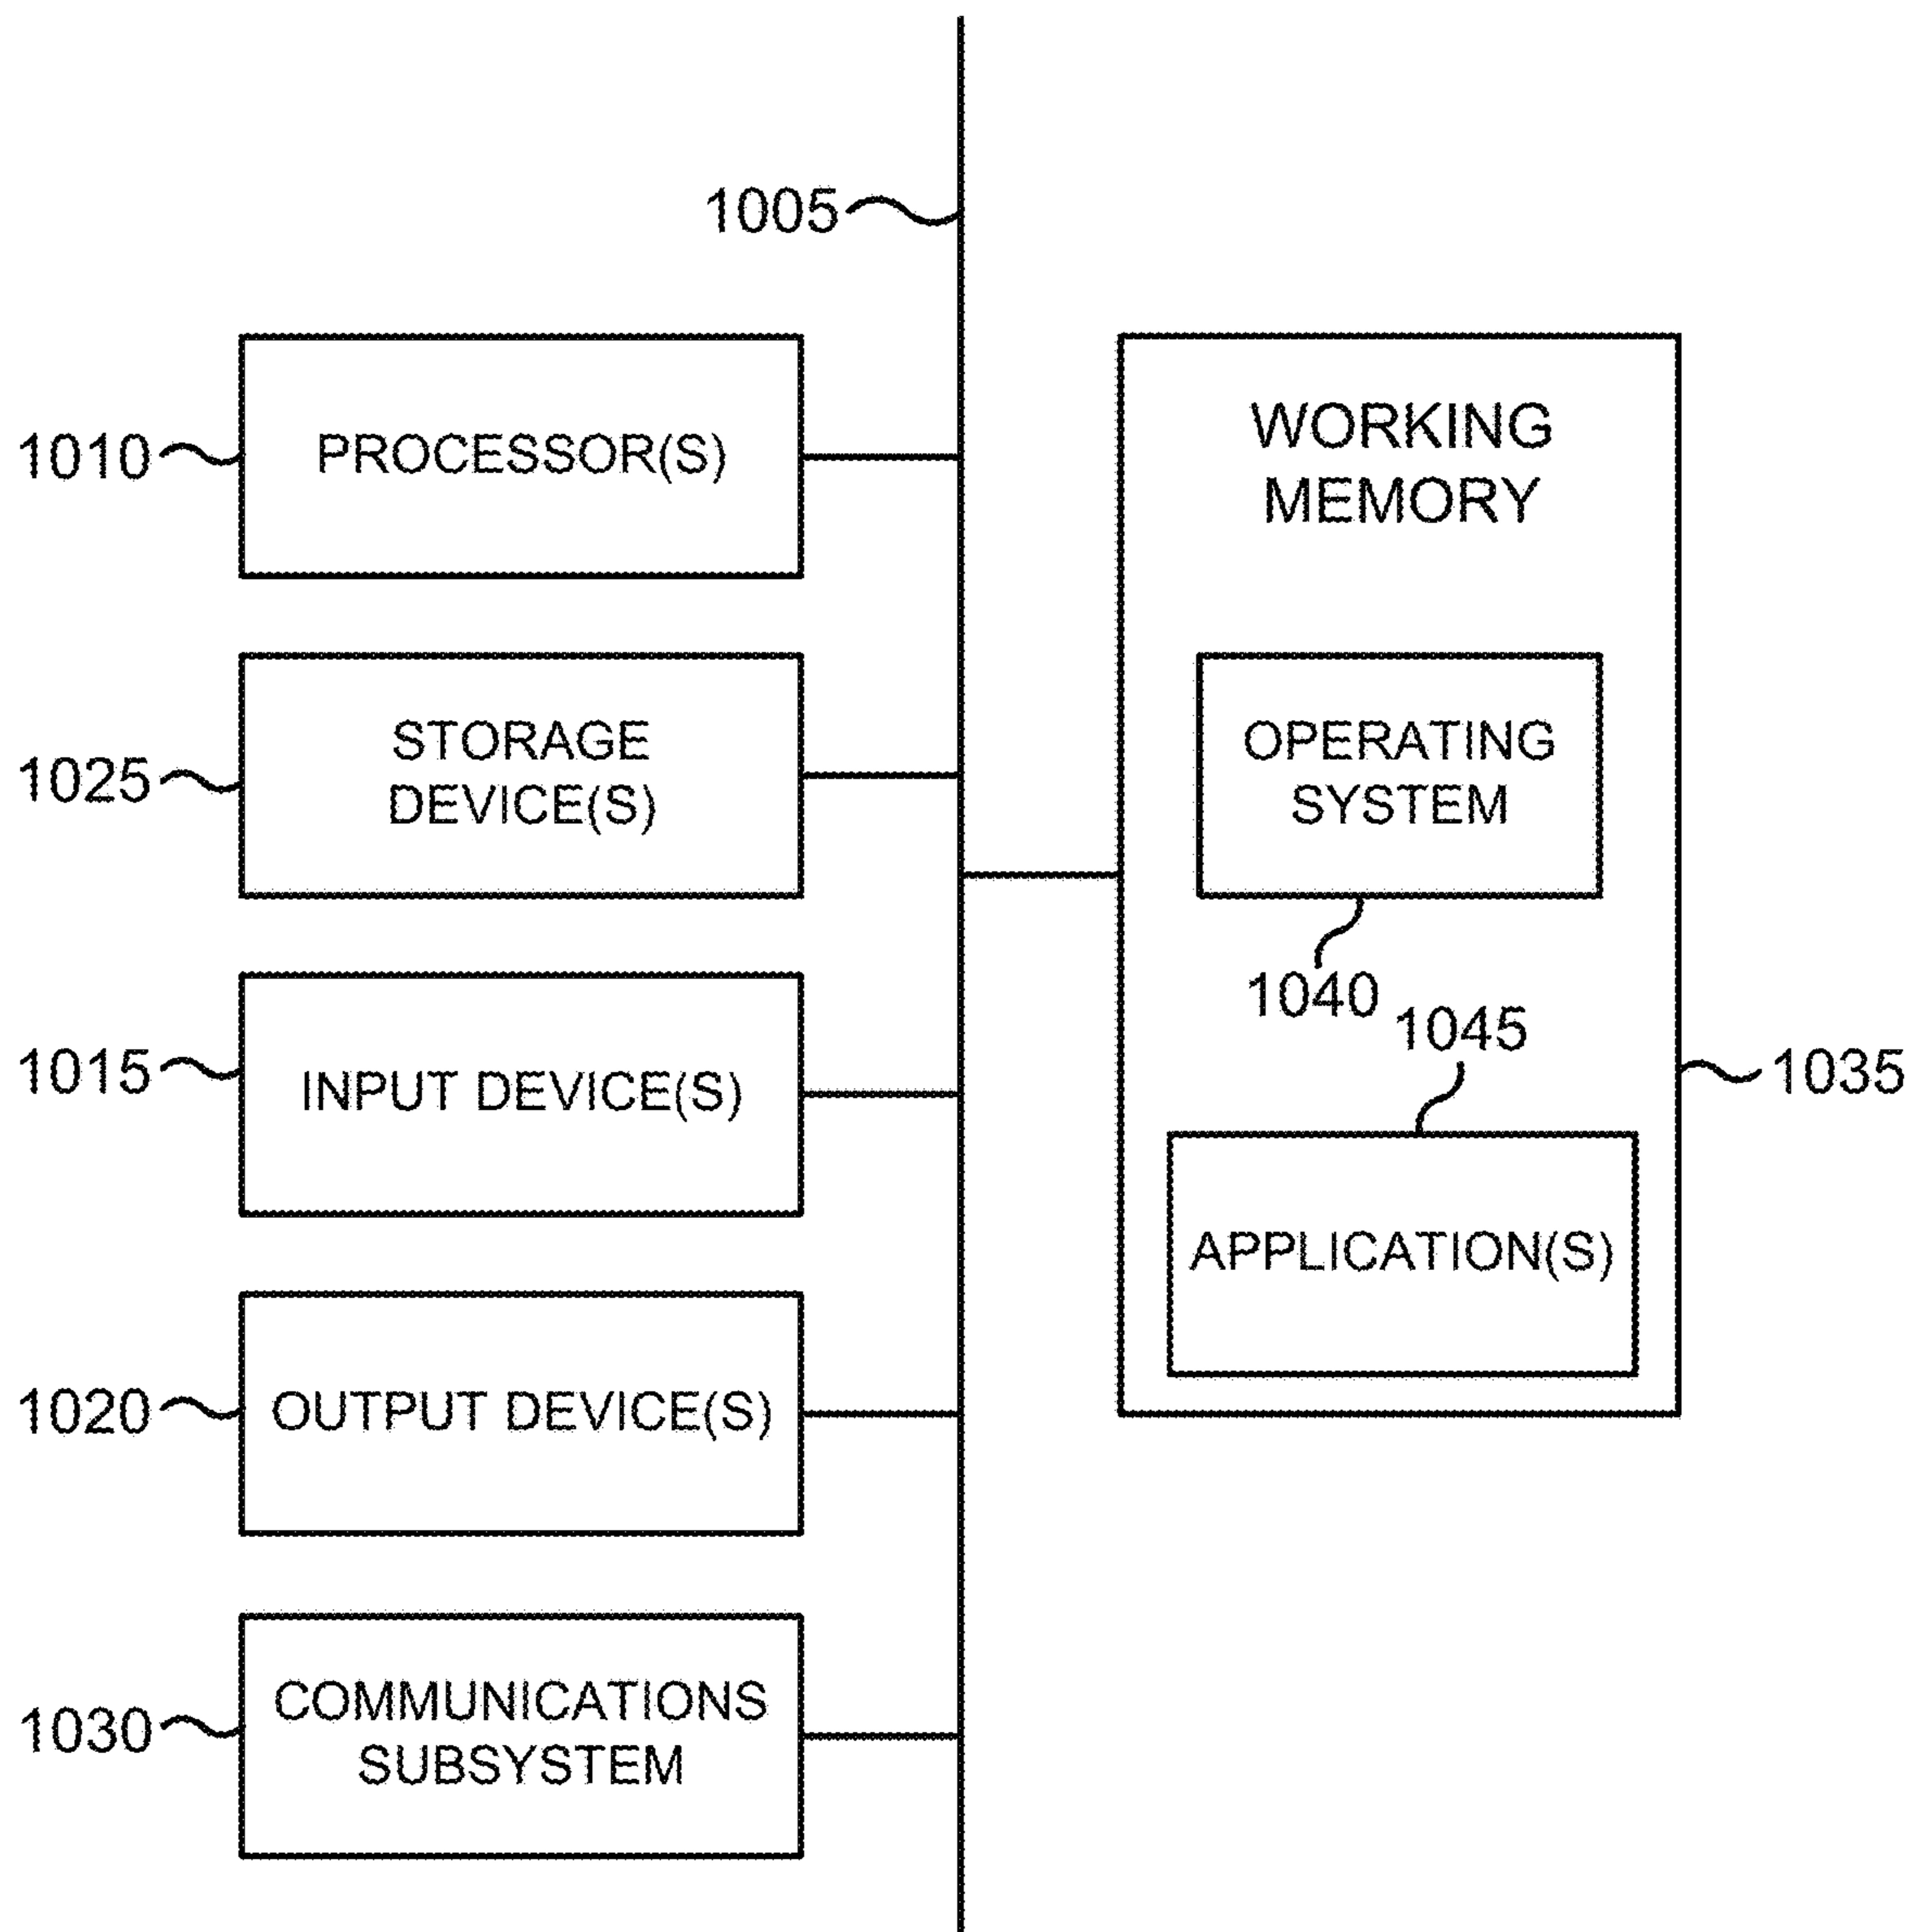 1005
1010
PROCESSOR(S)
1025
STORAGE
DEVICE(S)
1015
INPUT DEVICE(S)
1020
OUTPUT DEVICE(S)
1030
COMMUNICATIONS
SUBSYSTEM
WORKING
MEMORY
OPERATING
SYSTEM
1040
1045
1035
APPLICATION(S)